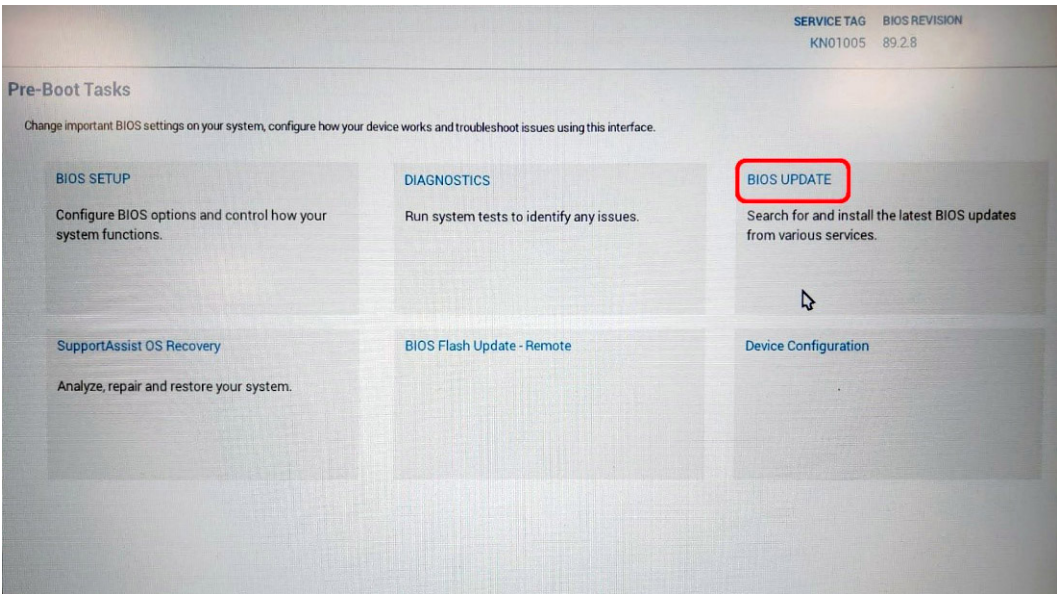 SERVICE TAG BIOS REVISION
KN01005 89.2.8
Pre-Boot Tasks
Change important BIOS settings on your system, configure how your device works and troubleshoot issues using this interface.
BIOS SETUP
Configure BIOS options and control how your
system functions.
DIAGNOSTICS
Run system tests to identify any issues.
BIOS UPDATE
Search for and install the latest BIOS updates
from various services.
SupportAssist OS Recovery
Analyze, repair and restore your system.
BIOS Flash Update - Remote
Device Configuration